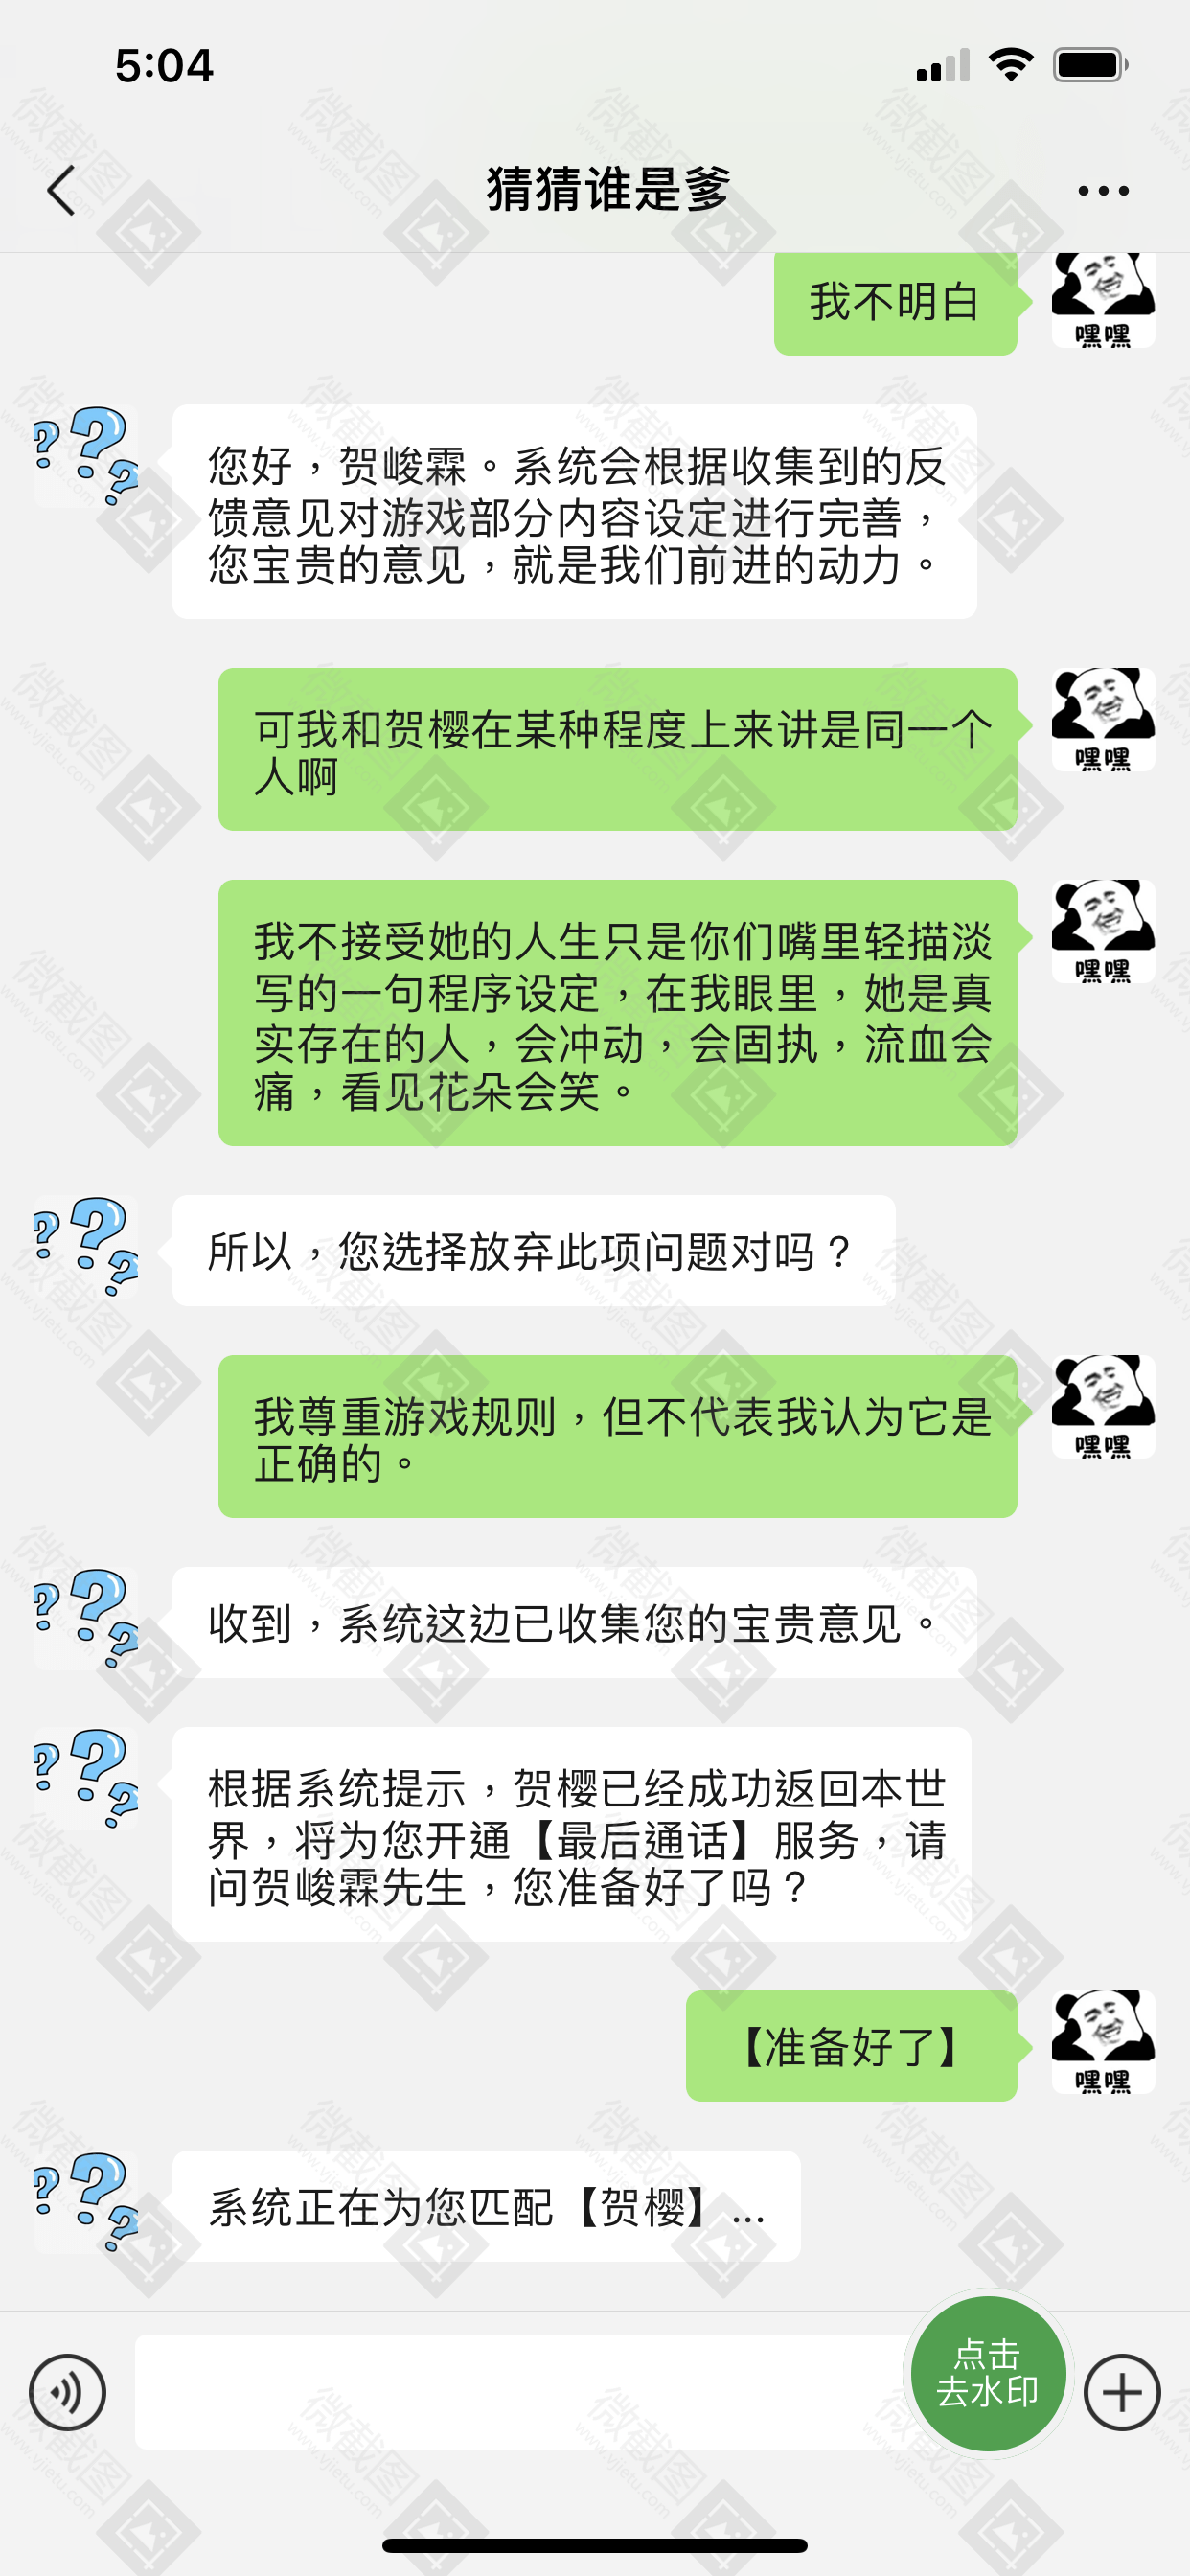 5:04
猜猜谁是爹
我不明白
嘿嘿
您好，贺峻霖。系统会根据收集到的反
馈意见对游戏部分内容设定进行完善，
您宝贵的意见，就是我们前进的动力。
可我和贺樱在某种程度上来讲是同一个
人啊
嘿嘿
我不接受她的人生只是你们嘴里轻描淡
写的一句程序设定，在我眼里，她是真
实存在的人，会冲动，会固执，流血会
痛，看见花朵会笑。
嘿嘿
所以，您选择放弃此项问题对吗？
我尊重游戏规则，但不代表我认为它是
正确的。
嘿嘿
收到，系统这边已收集您的宝贵意见。
根据系统提示，贺樱已经成功返回本世
界，将为您开通【最后通话】服务，请
问贺峻霖先生，您准备好了吗？
【准备好了】
嘿嘿
系统正在为您匹配【贺樱】...
点击
去水印
微截图
www.vjietu.com